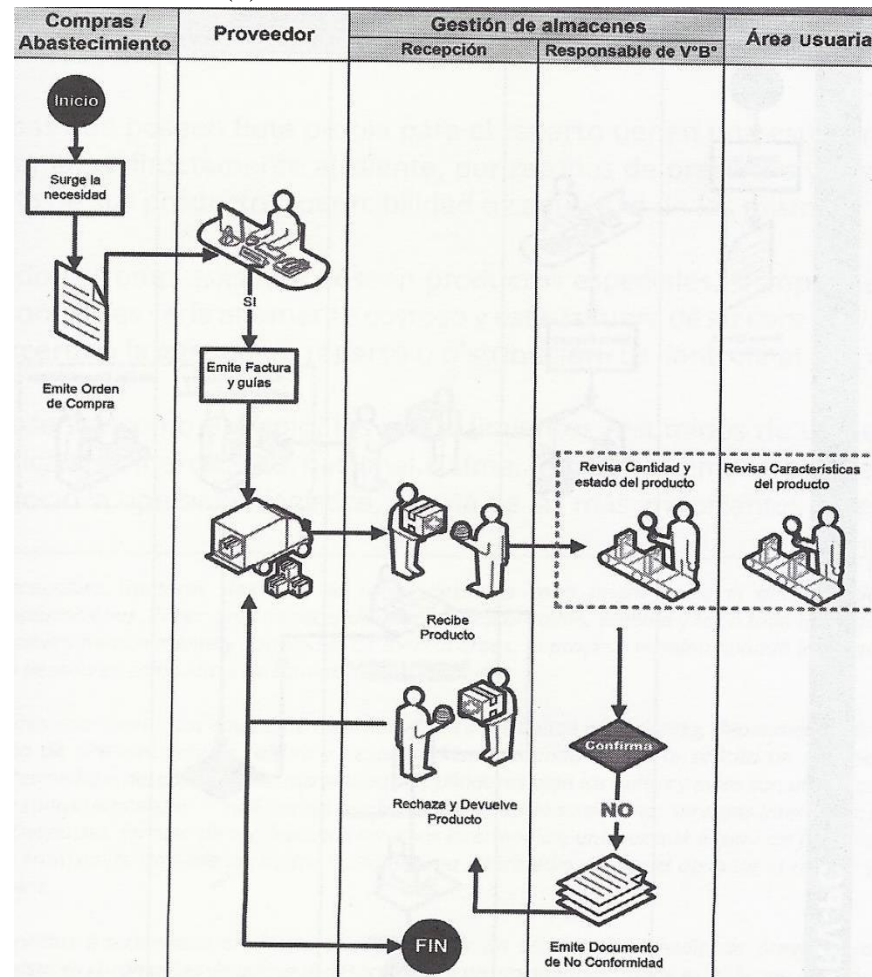 Compras /
Abastecimiento
Proveedor
Gestión de almacenes
Recepción
Responsable de V°B°
Área usuaria
Inicio
Surge la
necesidad
Emite Orden
de Compra
SI
Emite Factura
y guías
Recibe
Producto
Revisa Cantidad y
estado del producto
Revisa Características
del producto
Rechaza y Devuelve
Producto
Confirma
NO
Emite Documento
de No Conformidad
FIN